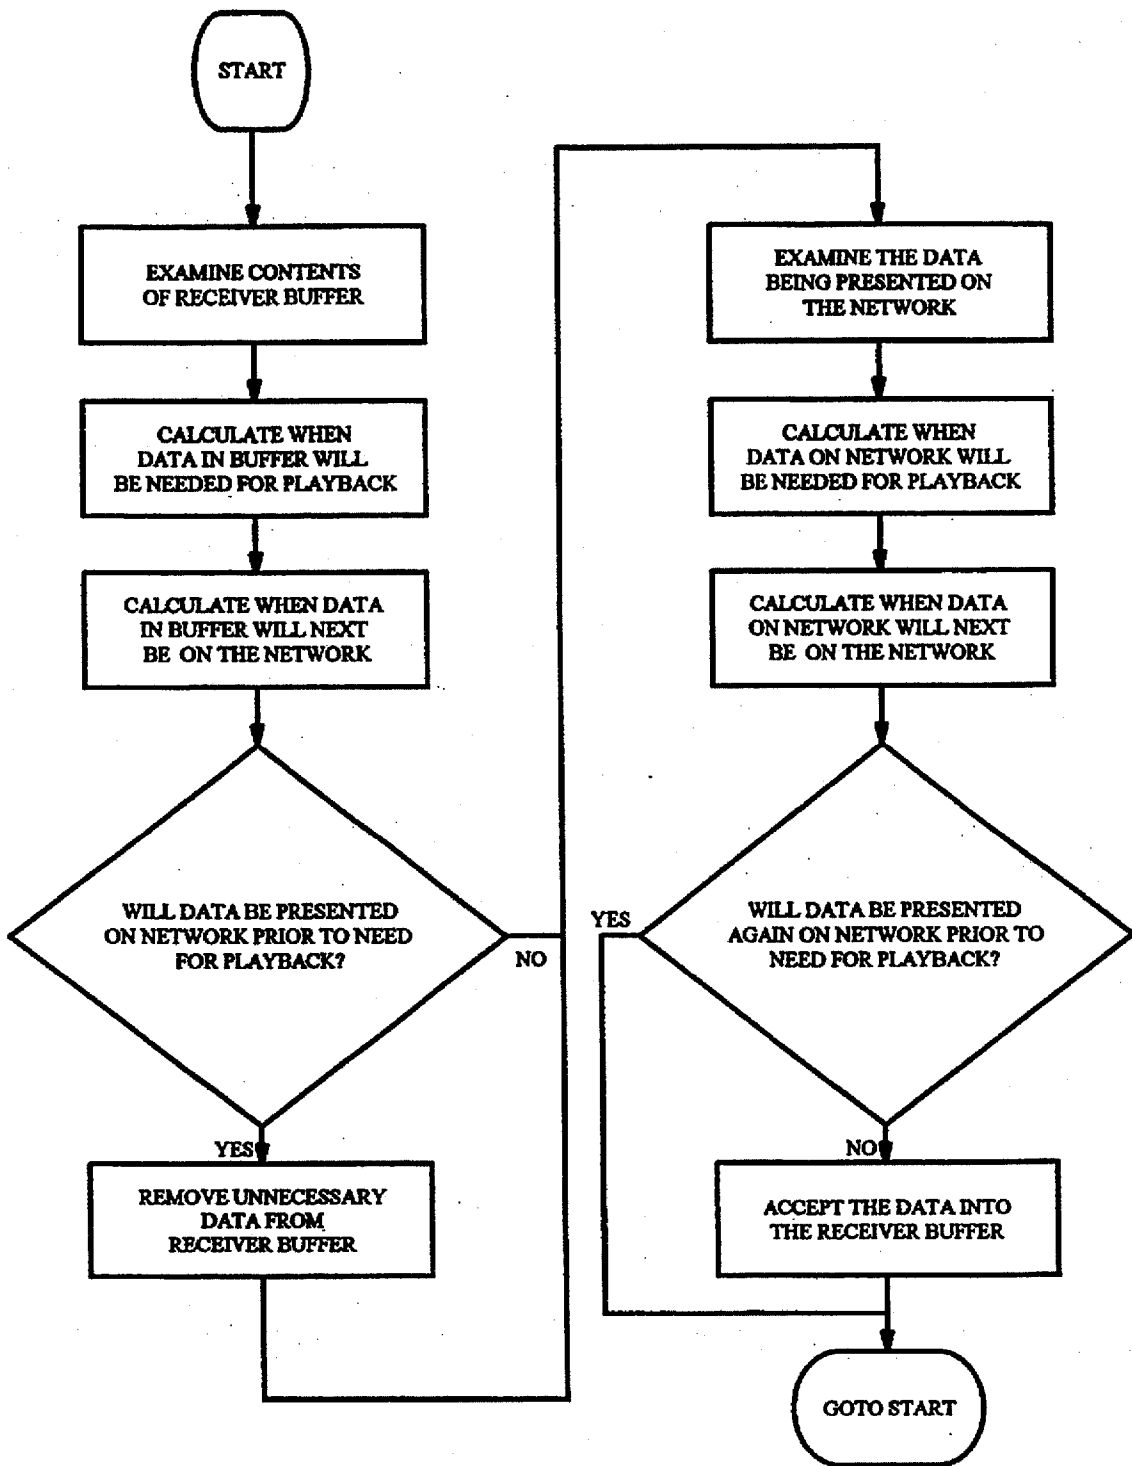 START
EXAMINE CONTENTS
OF RECEIVER BUFFER
CALCULATE WHEN
DATA IN BUFFER WILL
BE NEEDED FOR PLAYBACK
CALCULATE WHEN DATA
IN BUFFER WILL NEXT
BE ON THE NETWORK
WILL DATA BE PRESENTED
ON NETWORK PRIOR TO NEED
FOR PLAYBACK?
NO
YES
REMOVE UNNECESSARY
DATA FROM
RECEIVER BUFFER
EXAMINE THE DATA
BEING PRESENTED ON
THE NETWORK
CALCULATE WHEN
DATA ON NETWORK WILL
BE NEEDED FOR PLAYBACK
CALCULATE WHEN DATA
ON NETWORK WILL NEXT
BE ON THE NETWORK
YES
WILL DATA BE PRESENTED
AGAIN ON NETWORK PRIOR TO
NEED FOR PLAYBACK?
NO
ACCEPT THE DATA INTO
THE RECEIVER BUFFER
GOTO START